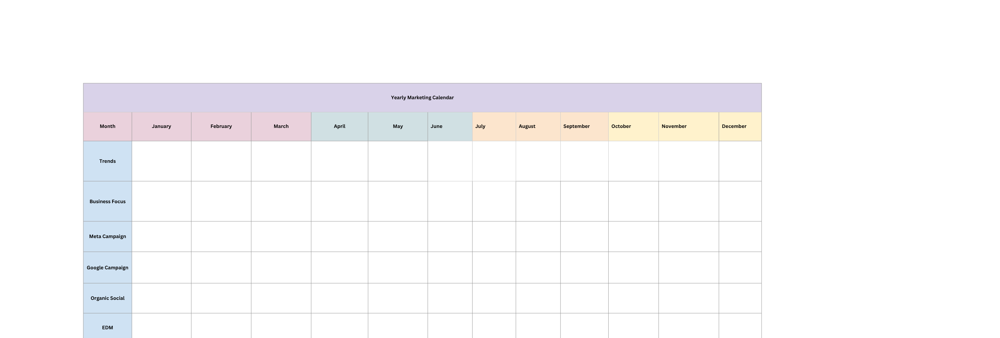 Yearly Marketing Calendar
Month January February March April May June July August September October November December
Trends
Business Focus
Meta Campaign
Google Campaign
Organic Social
EDM